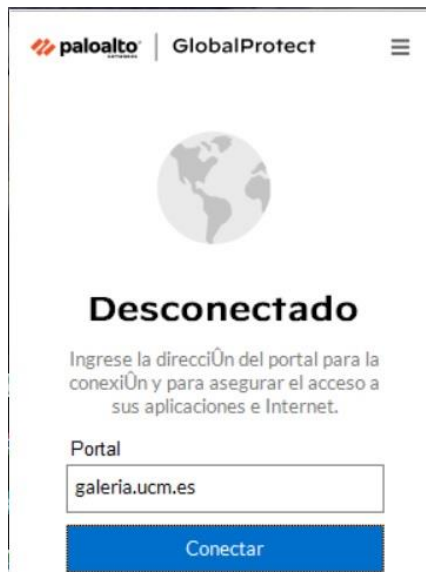 paloalto NETWORKS | GlobalProtect
Desconectado
Ingrese la direcciÛn del portal para la
conexiÛn y para asegurar el acceso a
sus aplicaciones e Internet.
Portal
galeria.ucm.es
Conectar